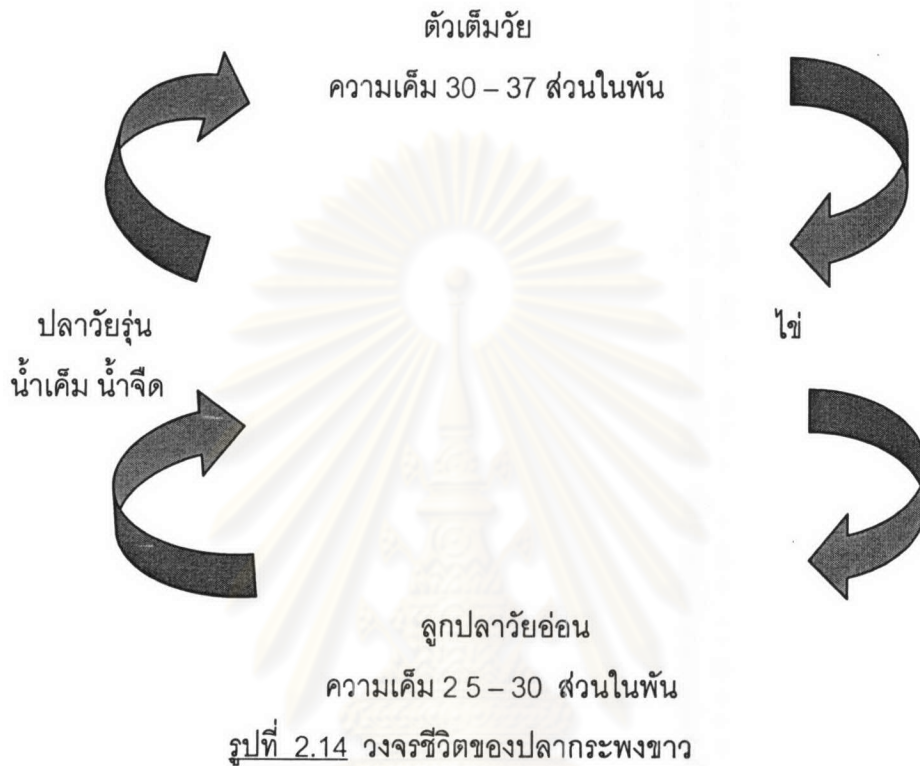 ตัวเต็มวัย
ความเค็ม 30 – 37 ส่วนในพัน
ปลาวัยรุ่น
น้ำเค็ม น้ำจืด
ไข่
ลูกปลาวัยอ่อน
ความเค็ม 2 5 – 30 ส่วนในพัน
รูปที่ 2.14 วงจรชีวิตของปลากระพงขาว